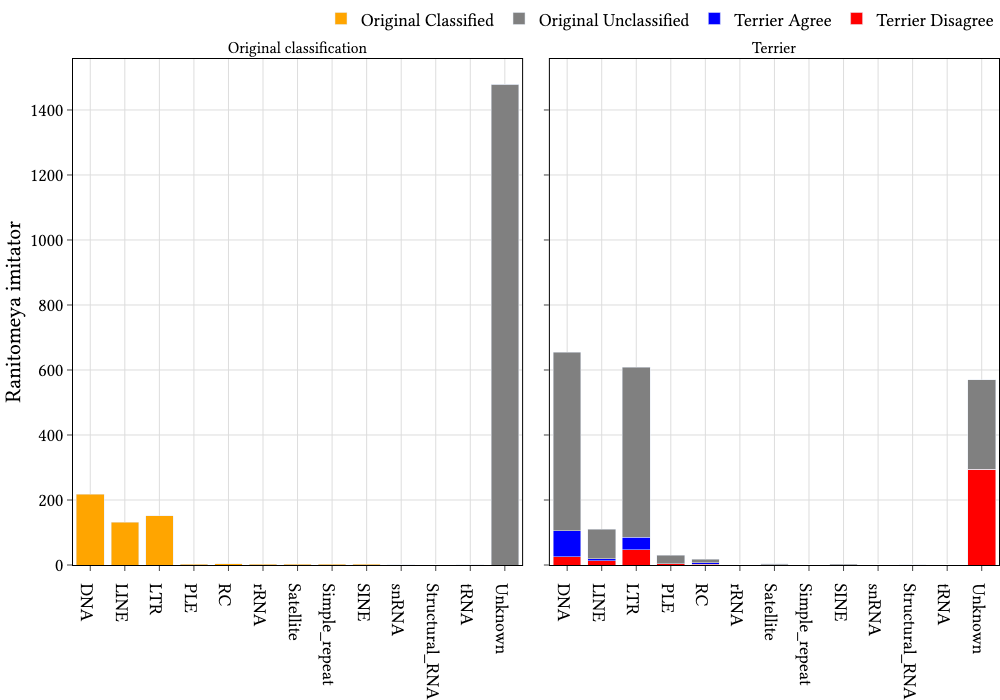 Original Classified Original Unclassified Terrier Agree Terrier Disagree
Original classification
Terrier
Ranitomeya imitator
1400
1200
1000
800
600
400
200
0
DNA
LINE
LTR
PLE
RC
rRNA
Satellite
Simple_repeat
SINE
snRNA
Structural_RNA
tRNA
Unknown
DNA
LINE
LTR
PLE
RC
rRNA
Satellite
Simple_repeat
SINE
snRNA
Structural_RNA
tRNA
Unknown